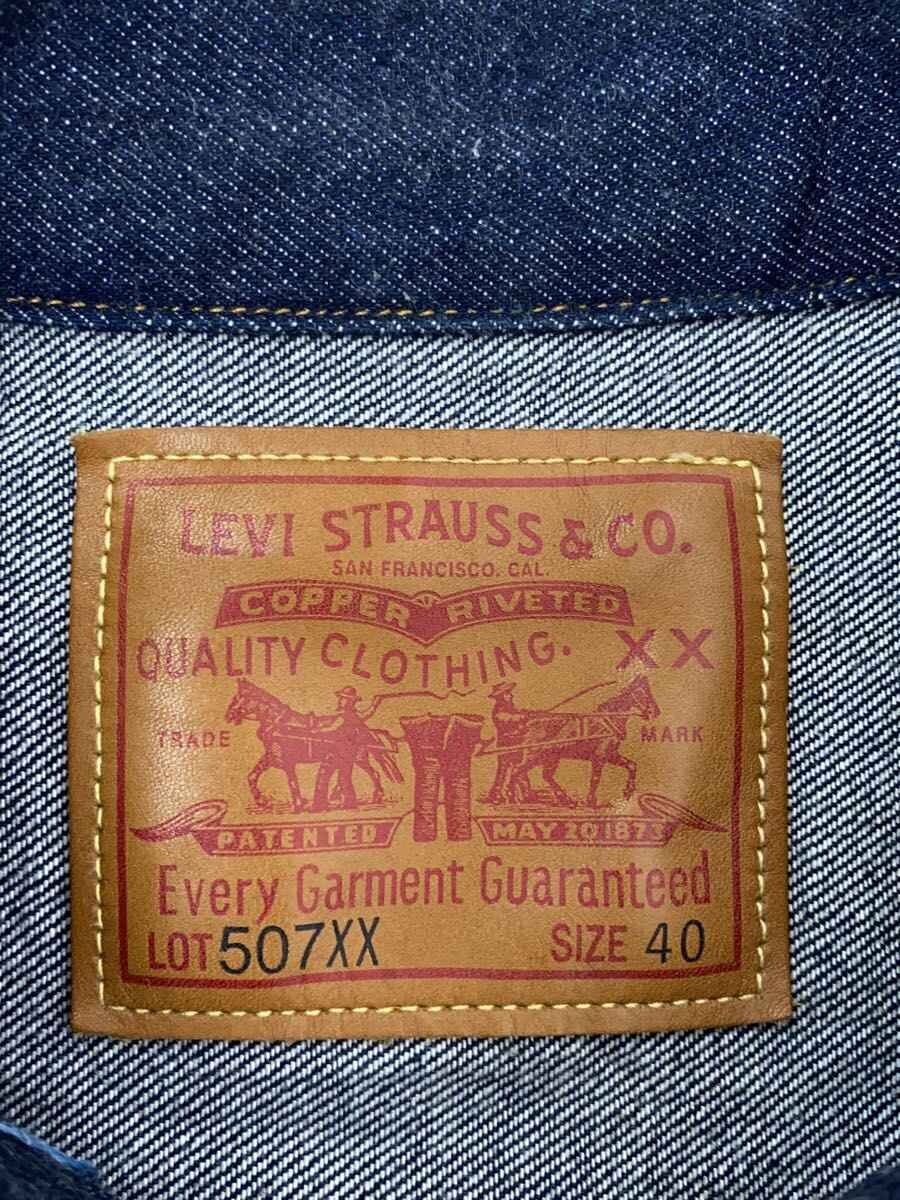 LEVI STRAUSS & CO.
SAN FRANCISCO. CAL.
COPPER RIVETED
QUALITY CLOTHING. XX
TRADE MARK
PATENTED MAY 20 1873
Every Garment Guaranteed
LOT 507XX SIZE 40